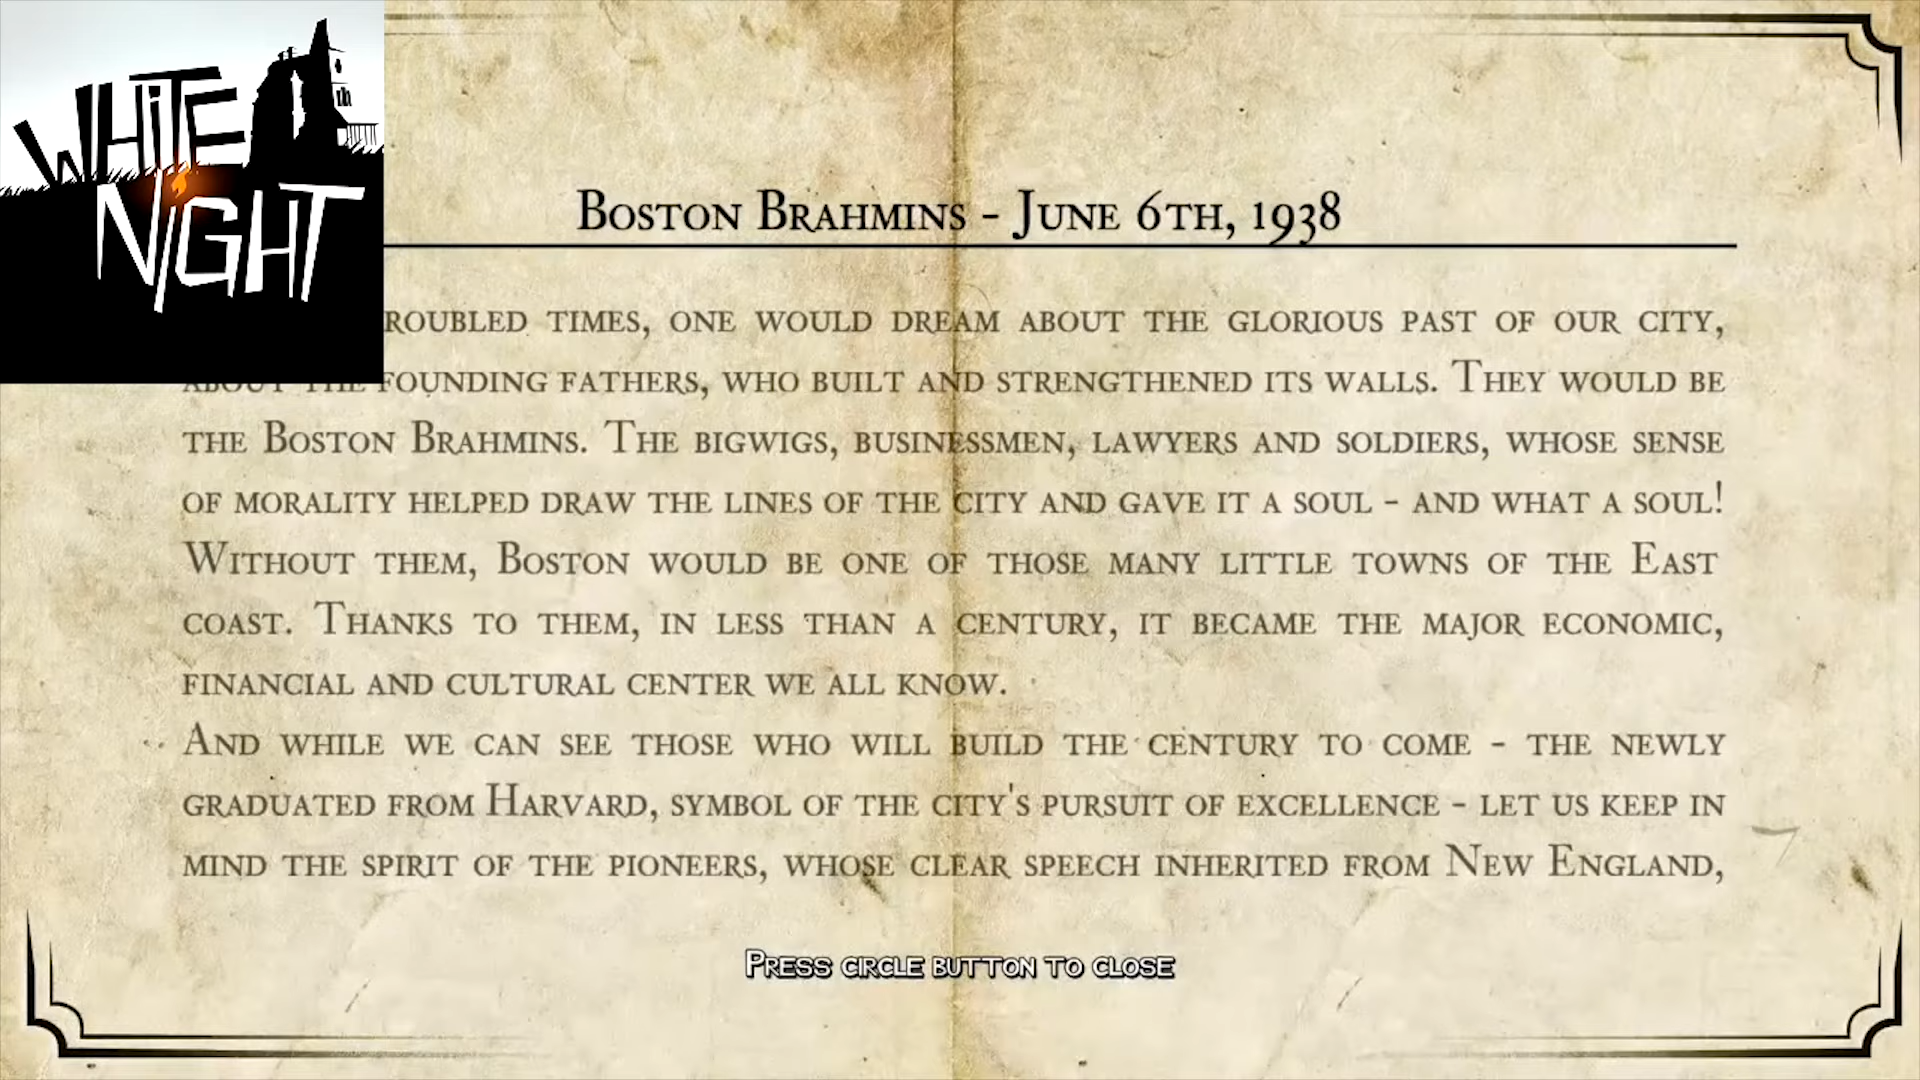 WHITE
NIGHT
Boston Brahmins - June 6th, 1938
roubled times, one would dream about the glorious past of our city,
about the founding fathers, who built and strengthened its walls. They would be
the Boston Brahmins. The bigwigs, businessmen, lawyers and soldiers, whose sense
of morality helped draw the lines of the city and gave it a soul - and what a soul!
Without them, Boston would be one of those many little towns of the East
coast. Thanks to them, in less than a century, it became the major economic,
financial and cultural center we all know.
And while we can see those who will build the century to come - the newly
graduated from Harvard, symbol of the city's pursuit of excellence - let us keep in
mind the spirit of the pioneers, whose clear speech inherited from New England,
Press circle button to close